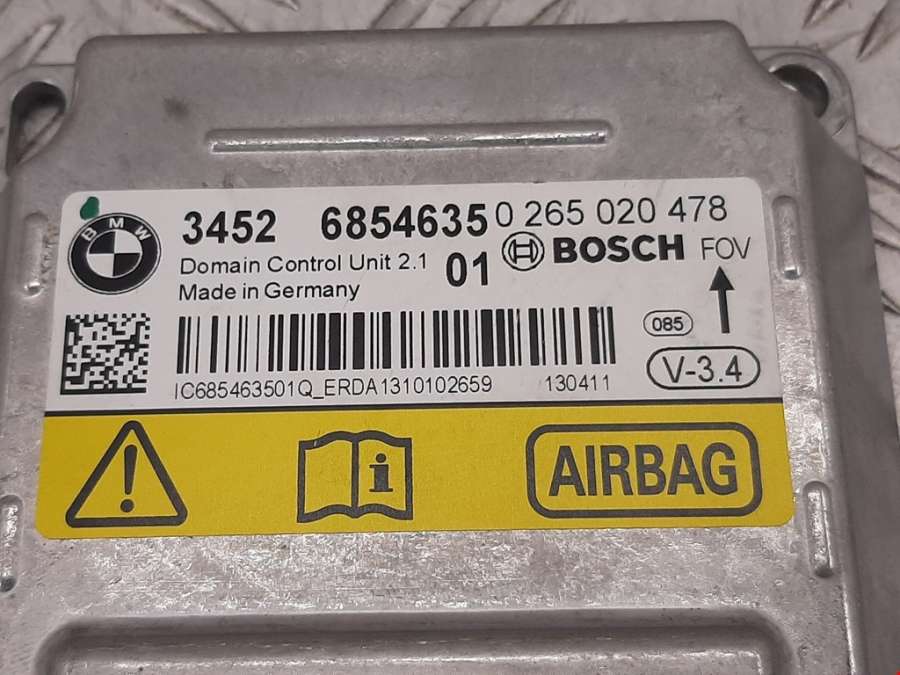 BMW
3452 6854635 0 265 020 478
Domain Control Unit 2.1 01 BOSCH FOV
Made in Germany
085
V-3.4
IC685463501Q_ERDA1310102659 130411
i
AIRBAG